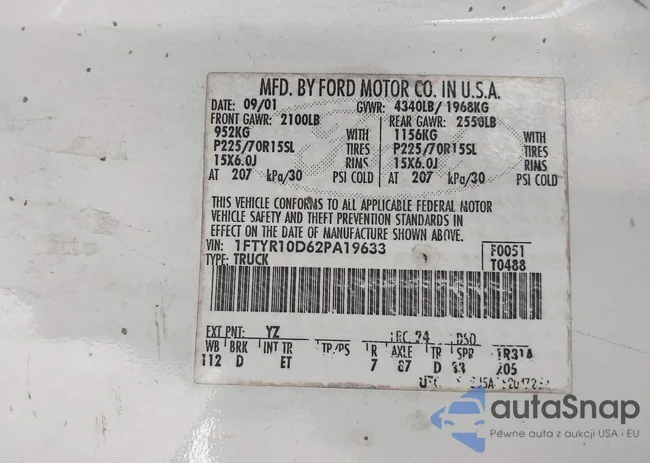 MFD. BY FORD MOTOR CO. IN U.S.A.
DATE: 09/01 GVWR: 4340LB/ 1968KG
FRONT GAWR: 2100LB REAR GAWR: 2550LB
952KG WITH 1156KG WITH
P225/70R15SL TIRES P225/70R15SL TIRES
15X6.0J RIMS 15X6.0J RIMS
AT 207 kPa/30 PSI COLD AT 207 kPa/30 PSI COLD
THIS VEHICLE CONFORMS TO ALL APPLICABLE FEDERAL MOTOR
VEHICLE SAFETY AND THEFT PREVENTION STANDARDS IN
EFFECT ON THE DATE OF MANUFACTURE SHOWN ABOVE.
VIN: 1FTYR10D62PA19633 F0051
TYPE: TRUCK T0488
EXT PNT: YZ DSO
WB BRK INT TR TP/PS R AXLE TR SPR
112 D ET 7 87 D
autaSnap
Pewne auta z aukcji USA i EU